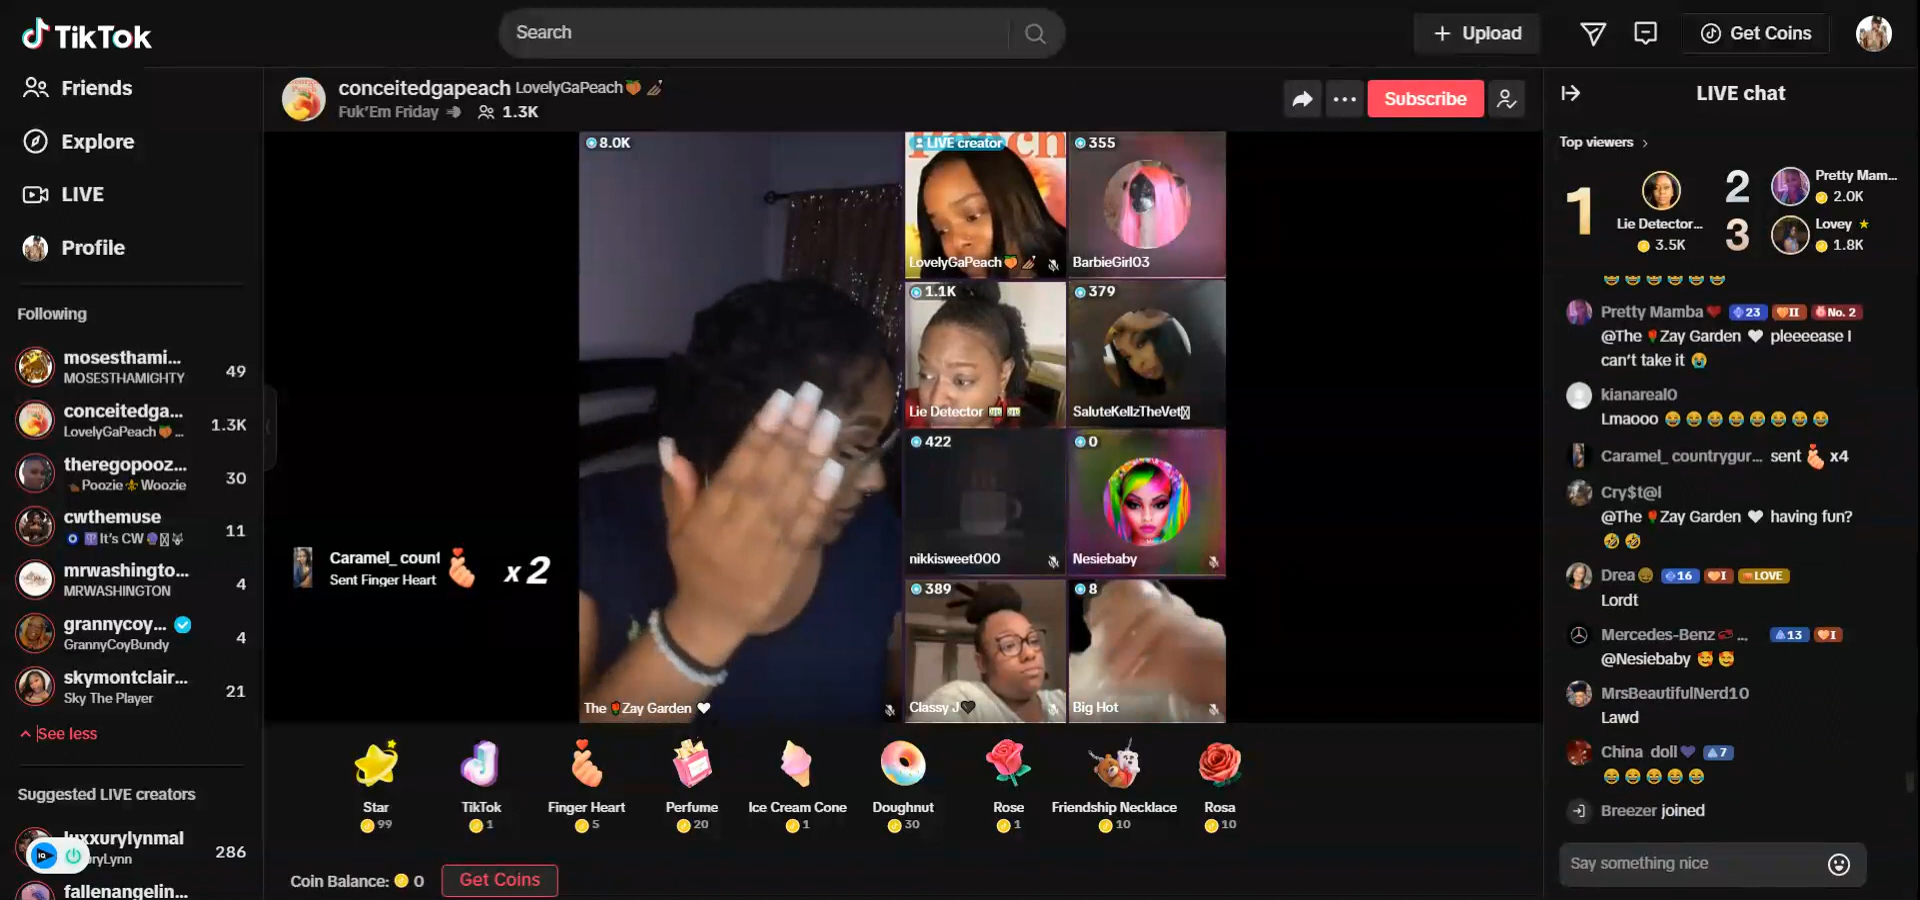 TikTok
Search
Upload
Get Coins
Friends
Explore
LIVE
Profile
Following
mosesthami...
MOSESTHAMIGHTY
49
conceitedga...
LovelyGaPeach🍑...
1.3K
theregopooz...
Poozie⚜️Woozie
30
cwthemuse
It's CW
11
mrwashingto...
MRWASHINGTON
4
grannycoy...
GrannyCoyBundy
4
skymontclair...
Sky The Player
21
See less
Suggested LIVE creators
luxxurylynmal
uryLynn
286
fallenangelin...
conceitedgapeach LovelyGaPeach🍑
Fuk'Em Friday
1.3K
Subscribe
8.0K
The 🌹Zay Garden 🤍
LIVE creator
LovelyGaPeach🍑
355
BarbieGirl03
1.1K
Lie Detector
379
SaluteKellzTheVet
422
nikkisweet000
0
Nesiebaby
389
Classy J🖤
8
Big Hot
Caramel_ count
Sent Finger Heart
x 2
Star
99
TikTok
1
Finger Heart
5
Perfume
20
Ice Cream Cone
1
Doughnut
30
Rose
1
Friendship Necklace
10
Rosa
10
Coin Balance: 0
Get Coins
LIVE chat
Top viewers
1
Lie Detector...
3.5K
2
Pretty Mam...
2.0K
3
Lovey ⭐
1.8K
🤓🤓🤓🤓🤓🤓
Pretty Mamba❤️ 23 II No. 2
@The 🌹Zay Garden 🤍 pleeeease I
can't take it 😭
kianareal0
Lmaooo 😂😂😂😂😂😂😂😂
Caramel_ countrygur... sent x4
Cry$t@l
@The 🌹Zay Garden 🤍 having fun?
🤣🤣
Drea 16 I LOVE
Lordt
Mercedes-Benz ... 13 I
@Nesiebaby 🥰🥰
MrsBeautifulNerd10
Lawd
China doll💜 7
😂😂😂😂😂
Breezer joined
Say something nice